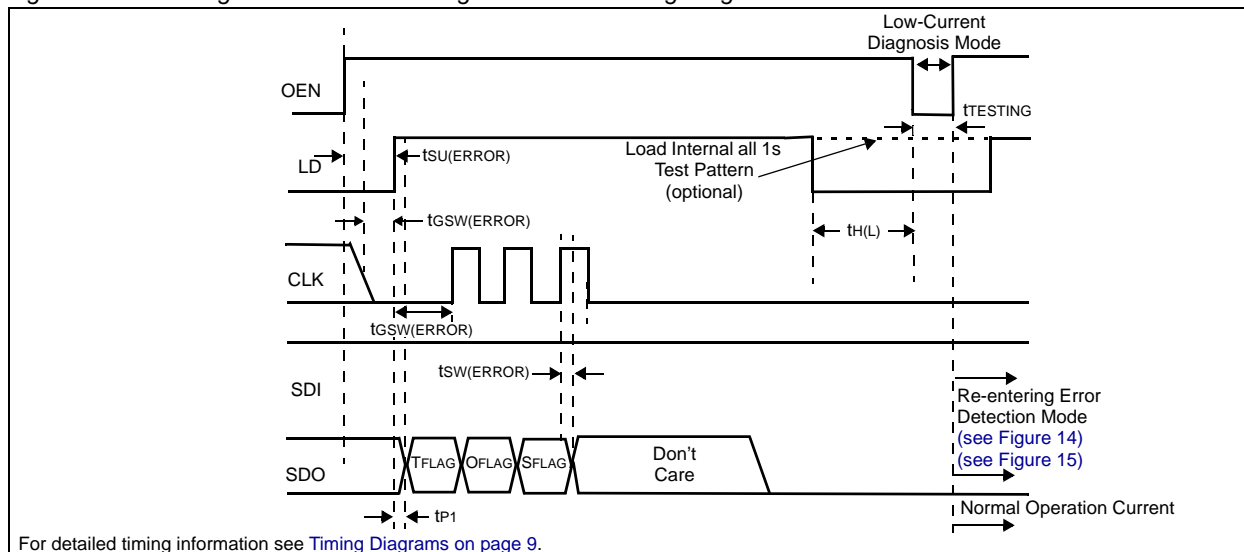 Low-Current
Diagnosis Mode
OEN
tTESTING
LD
tSU(ERROR)
Load Internal all 1s
Test Pattern
(optional)
tGSW(ERROR)
tH(L)
CLK
tGSW(ERROR)
tSW(ERROR)
SDI
Re-entering Error
Detection Mode
(see Figure 14)
(see Figure 15)
SDO
TFLAG
OFLAG
SFLAG
Don't
Care
tP1
Normal Operation Current
For detailed timing information see Timing Diagrams on page 9.